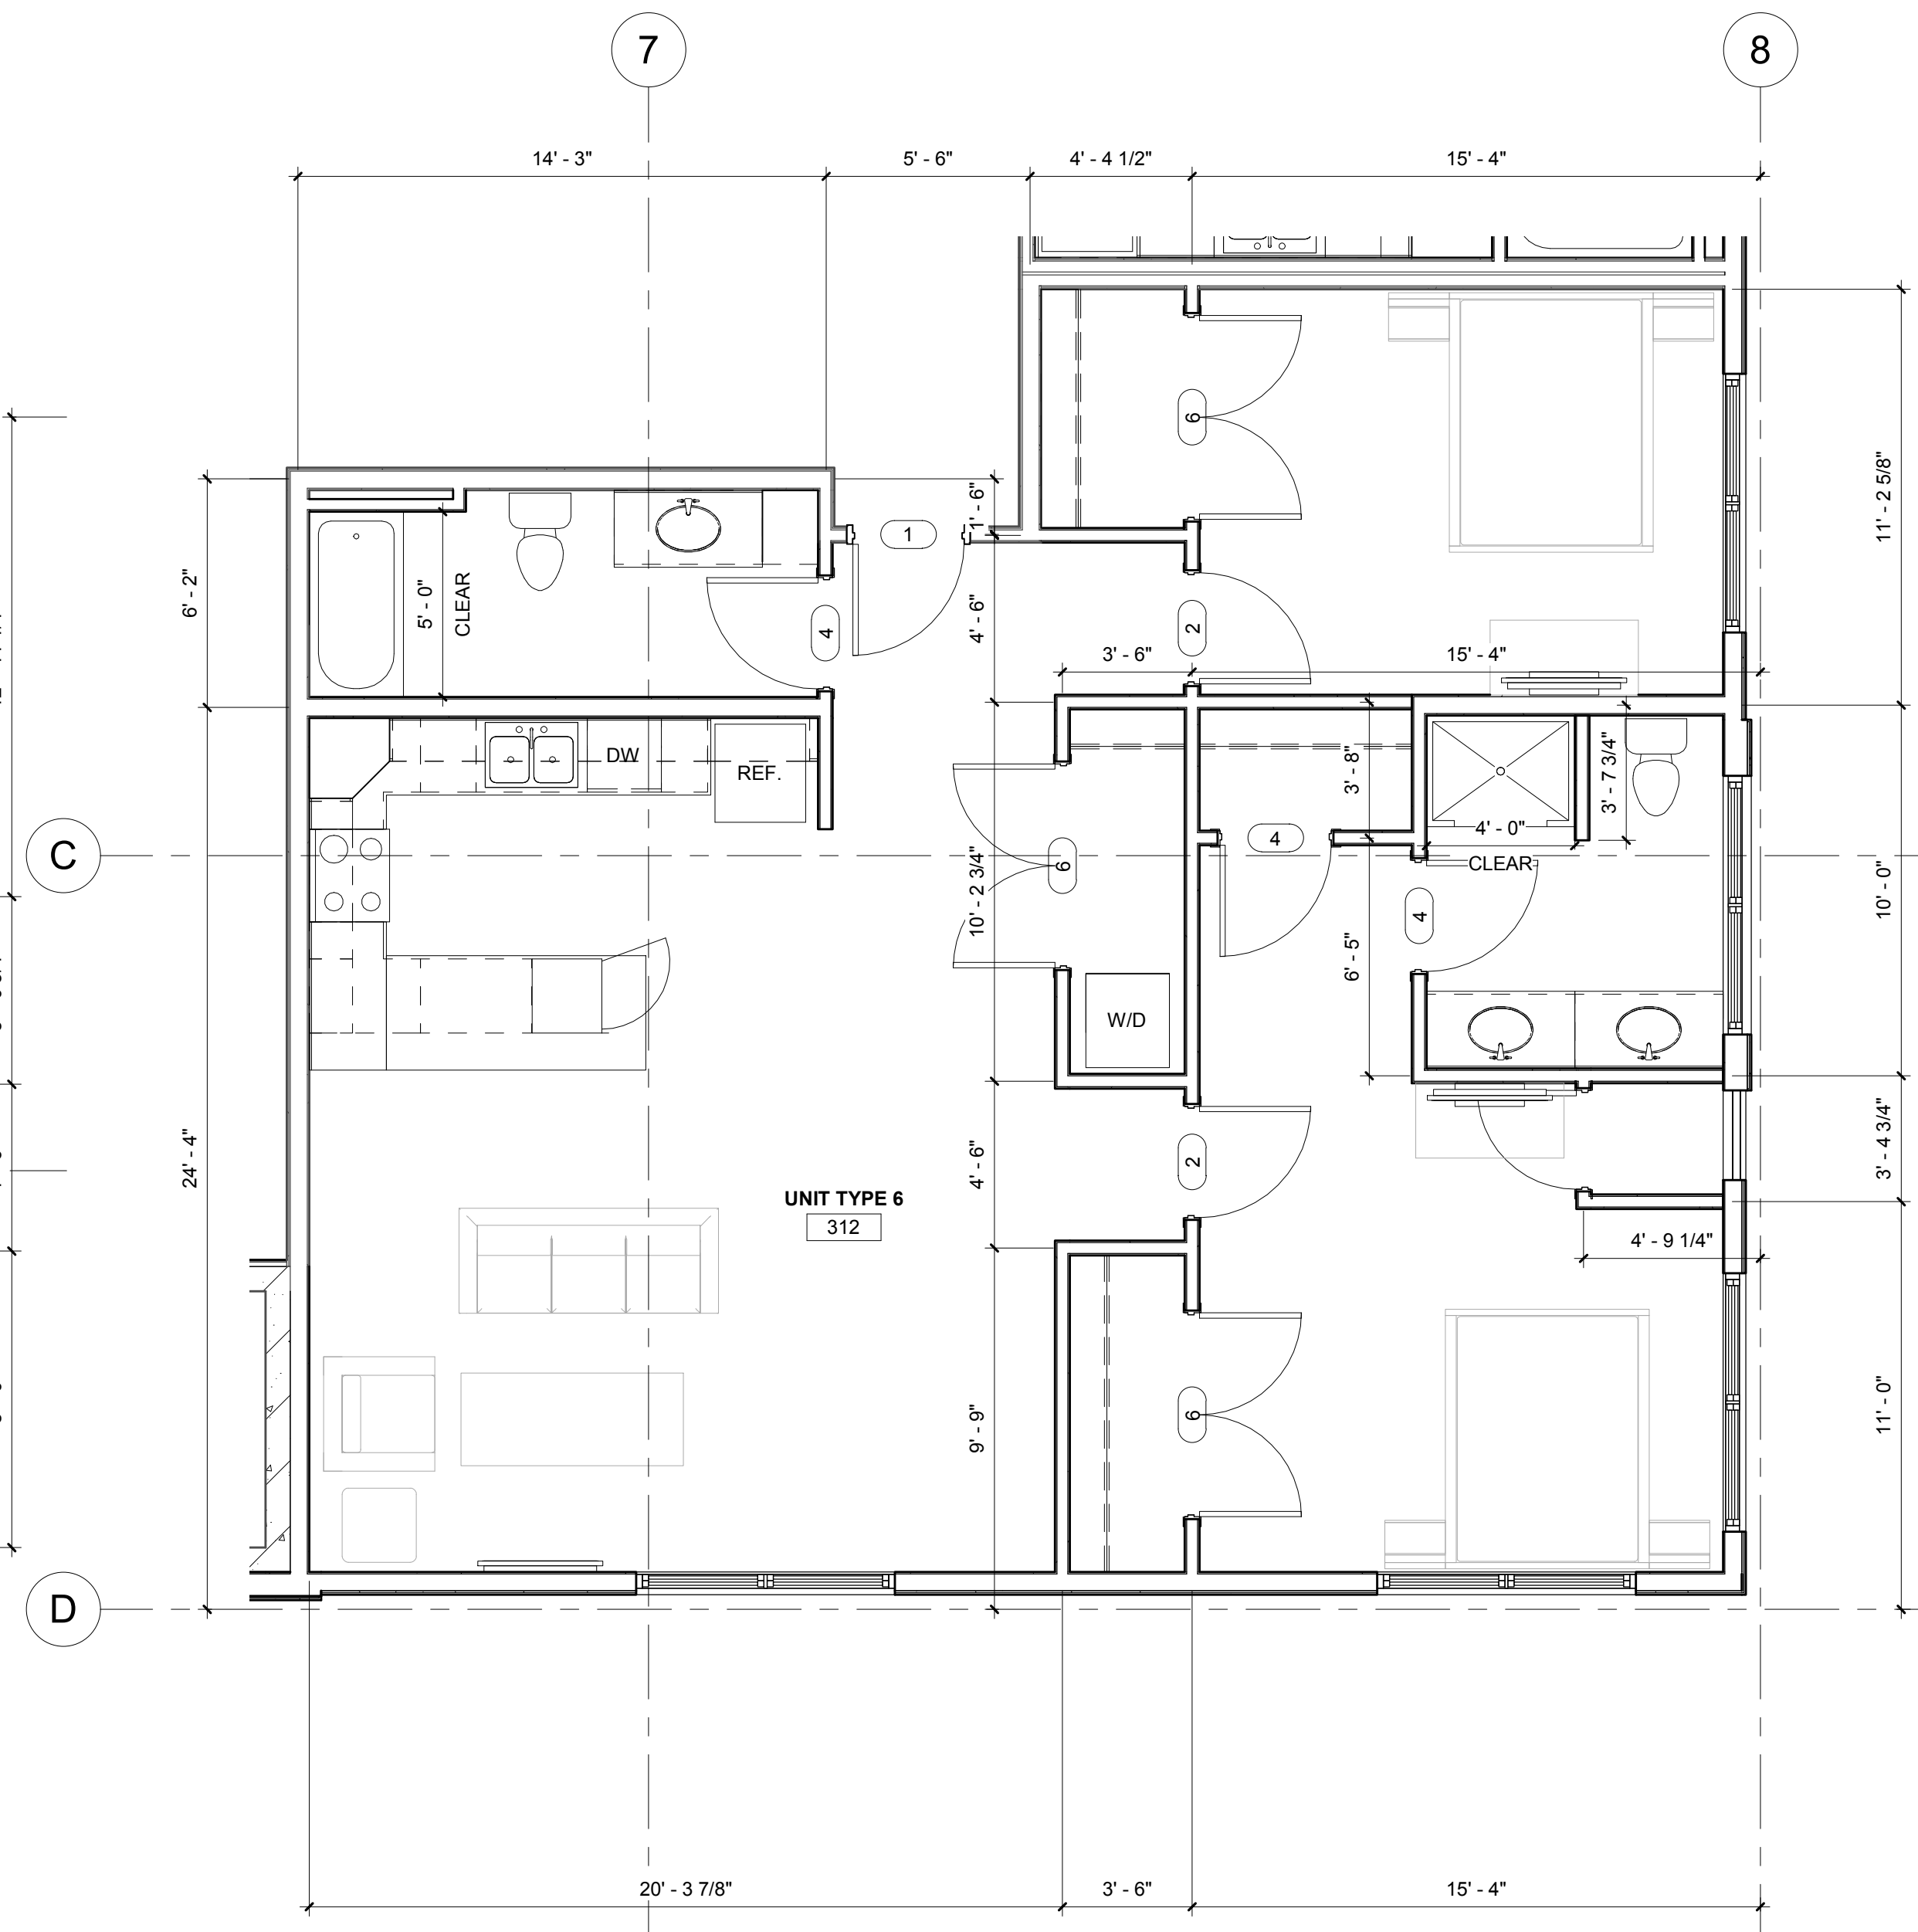 7
8
14' - 3"
5' - 6"
4' - 4 1/2"
15' - 4"
6
11' - 2 5/8"
1' - 6"
1
6' - 2"
5' - 0"
CLEAR
4
4' - 6"
2
3' - 6"
15' - 4"
DW
REF.
3' - 8"
3' - 7 3/4"
4' - 0"
CLEAR
4
C
6
10' - 2 3/4"
4
10' - 0"
6' - 5"
W/D
24' - 4"
4' - 6"
2
3' - 4 3/4"
UNIT TYPE 6
312
4' - 9 1/4"
9' - 9"
6
11' - 0"
D
20' - 3 7/8"
3' - 6"
15' - 4"